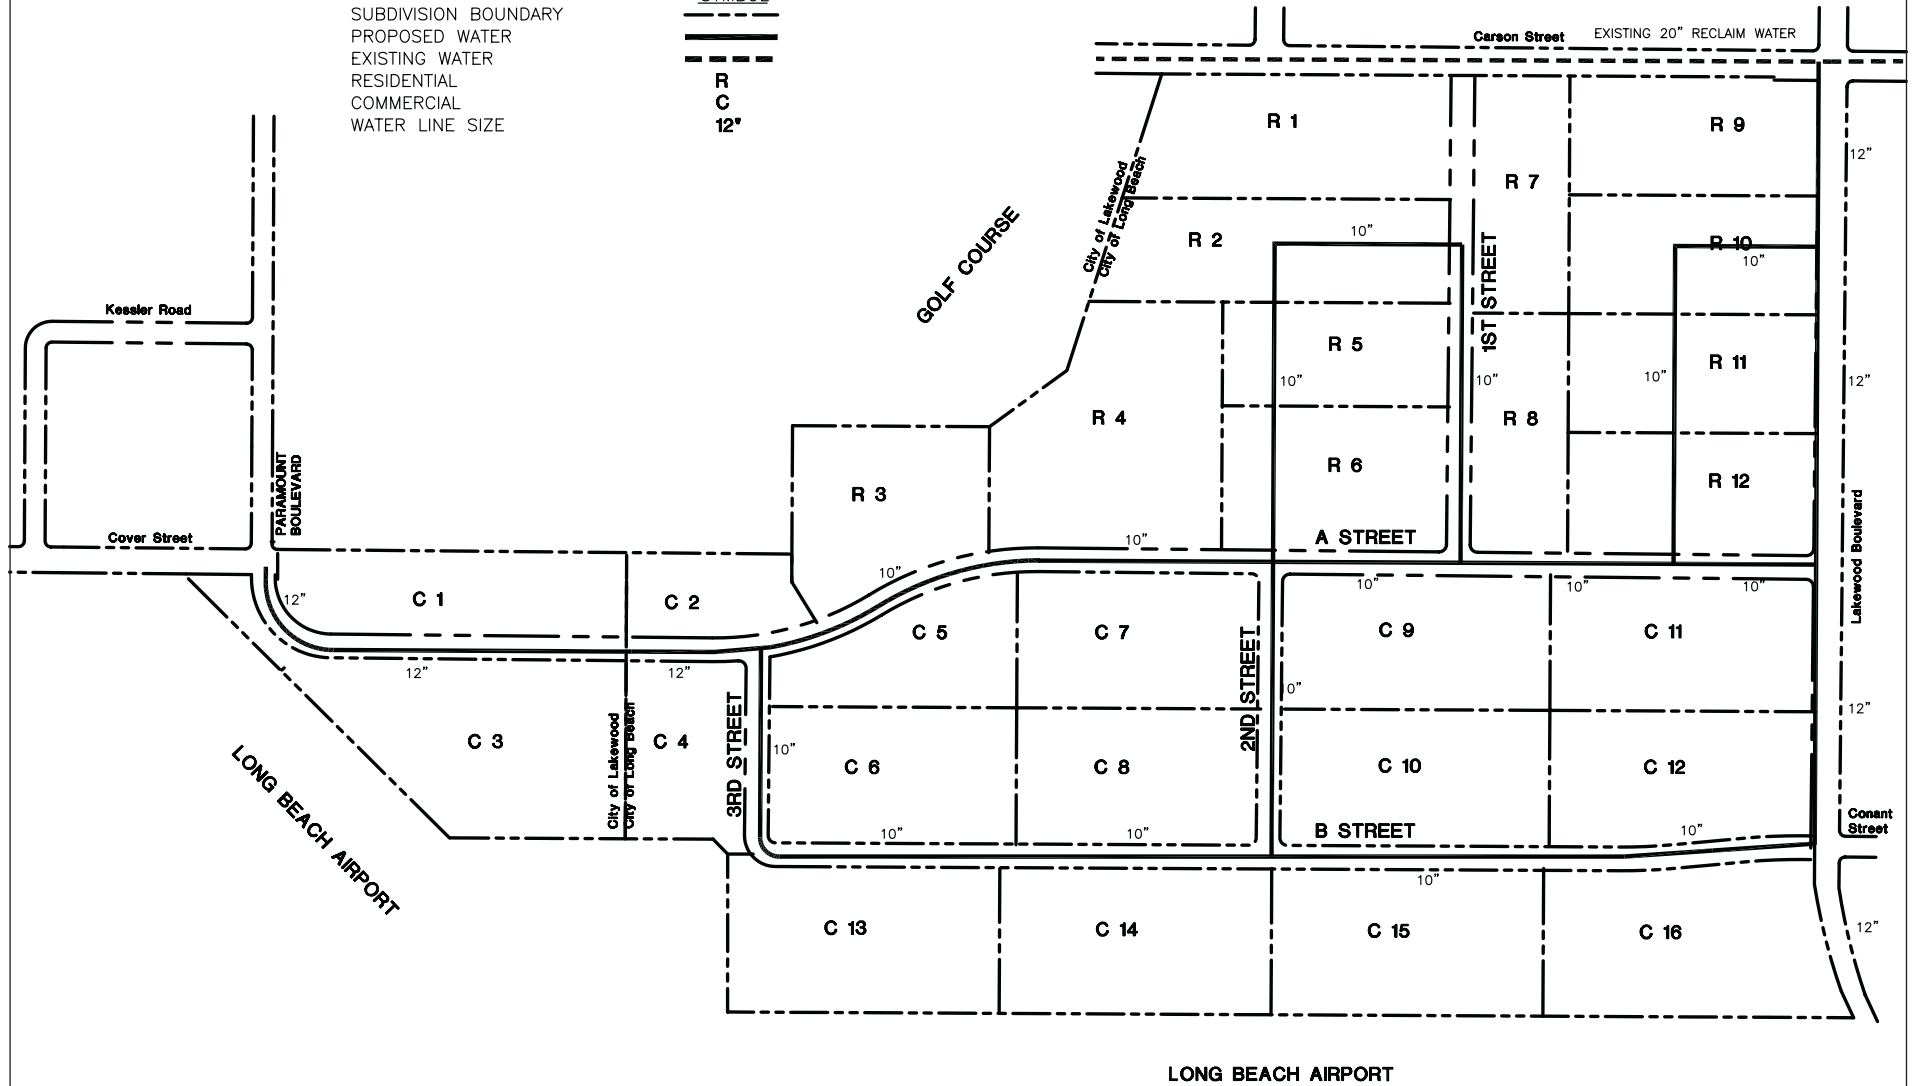 SUBDIVISION BOUNDARY
PROPOSED WATER
EXISTING WATER
RESIDENTIAL R
COMMERCIAL C
WATER LINE SIZE 12"
Carson Street
EXISTING 20" RECLAIM WATER
R 1
R 9
12"
R 7
City of Lakewood
City of Long Beach
GOLF COURSE
R 2
10"
1ST STREET
R 10
10"
Kessler Road
R 5
R 11
10"
10"
10"
12"
R 4
R 8
R 3
R 6
R 12
PARAMOUNT
BOULEVARD
Cover Street
10"
A STREET
Lakewood Boulevard
10"
10"
10"
10"
12"
C 1
C 2
C 5
C 7
C 9
C 11
12"
12"
2ND STREET
10"
12"
3RD STREET
C 3
City of Lakewood
City of Long Beach
C 4
10"
C 6
C 8
C 10
C 12
LONG BEACH AIRPORT
10"
10"
B STREET
10"
Conant
Street
10"
C 13
C 14
C 15
C 16
12"
LONG BEACH AIRPORT